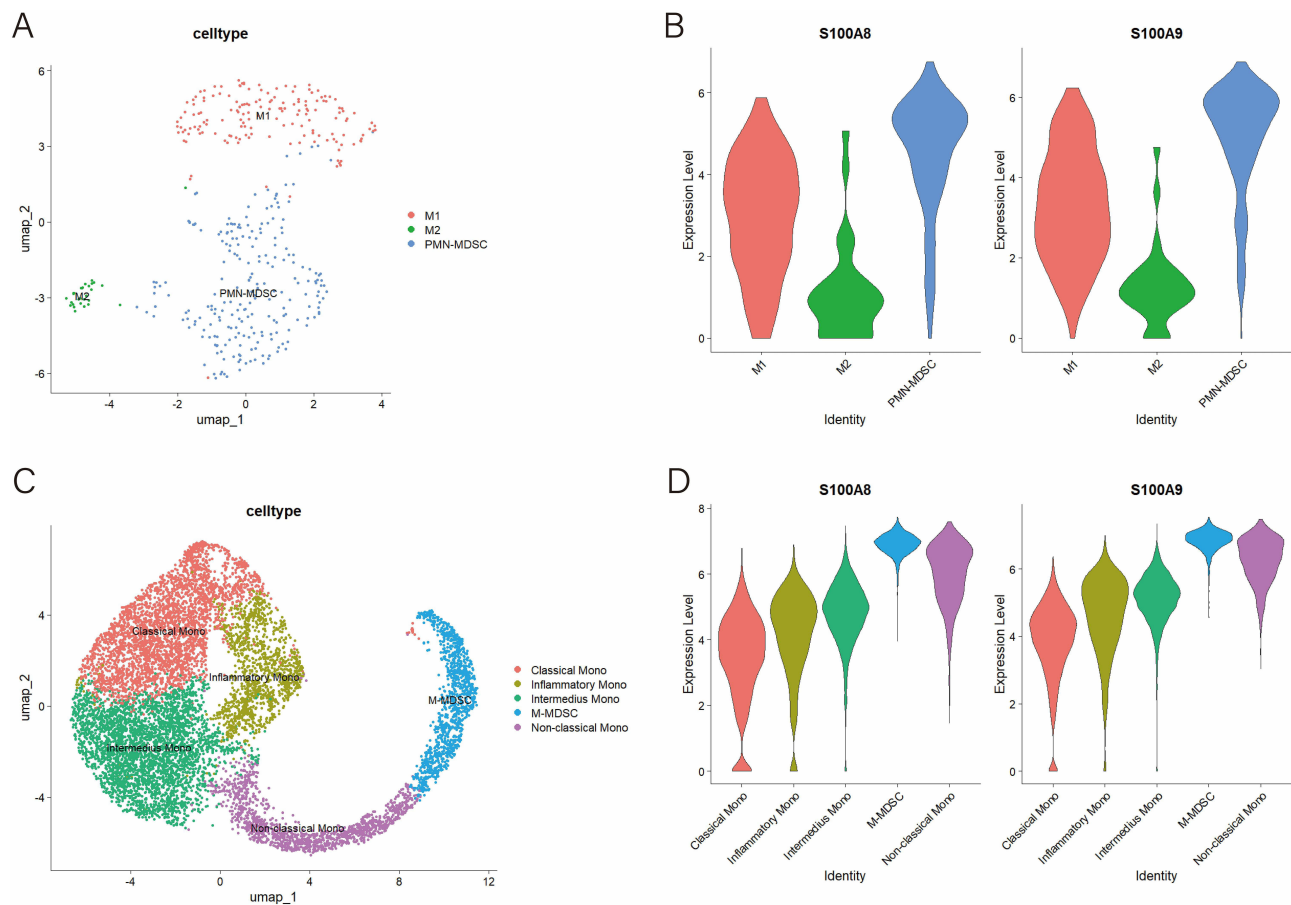 A
celltype
6
3
0
-3
-6
umap_2
M1
M2
PMN-MDSC
-4
-2
0
2
4
umap_1
M1
M2
PMN-MDSC
B
S100A8
Expression Level
6
4
2
0
M1
M2
PMN-MDSC
Identity
S100A9
Expression Level
6
4
2
0
M1
M2
PMN-MDSC
Identity
C
celltype
umap_2
4
0
-4
Classical Mono
Inflammatory Mono
Intermedius Mono
M-MDSC
Non-classical Mono
-4
0
4
8
12
umap_1
Classical Mono
Inflammatory Mono
Intermedius Mono
M-MDSC
Non-classical Mono
D
S100A8
Expression Level
8
6
4
2
0
Classical Mono
Inflammatory Mono
Intermedius Mono
M-MDSC
Non-classical Mono
Identity
S100A9
Expression Level
6
4
2
0
Classical Mono
Inflammatory Mono
Intermedius Mono
M-MDSC
Non-classical Mono
Identity